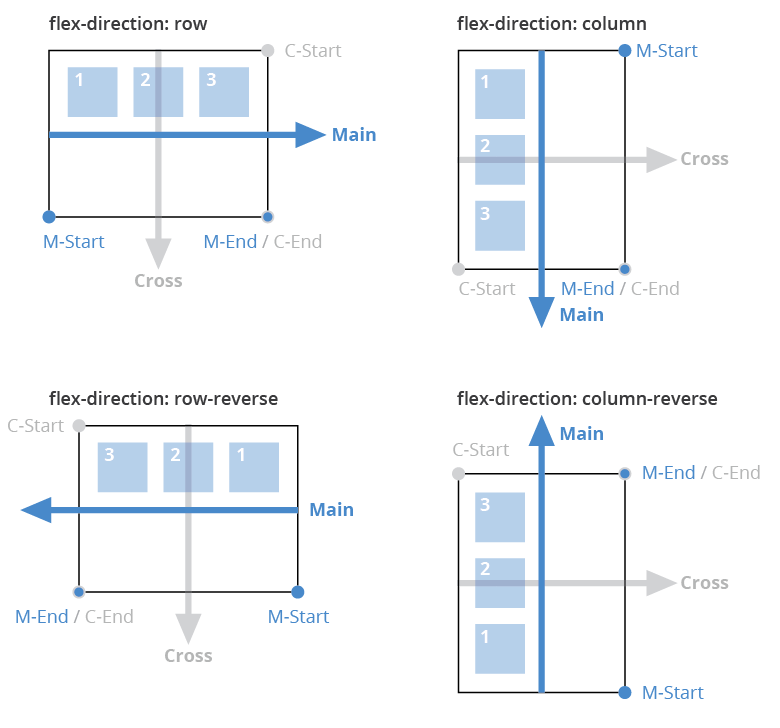 flex-direction: row
C-Start
1 2 3
Main
M-Start
M-End / C-End
Cross
flex-direction: column
M-Start
1
2
Cross
3
C-Start
M-End / C-End
Main
flex-direction: row-reverse
C-Start
3 2 1
Main
M-End / C-End
M-Start
Cross
flex-direction: column-reverse
Main
C-Start
M-End / C-End
3
2
Cross
1
M-Start